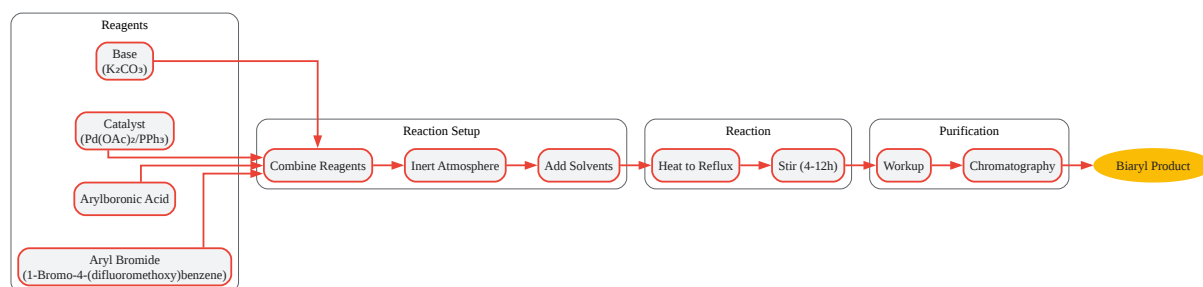 Reagents
Base
(K₂CO₃)
Catalyst
(Pd(OAc)₂/PPh₃)
Arylboronic Acid
Aryl Bromide
(1-Bromo-4-(difluoromethoxy)benzene)
Reaction Setup
Combine Reagents
Inert Atmosphere
Add Solvents
Reaction
Heat to Reflux
Stir (4-12h)
Purification
Workup
Chromatography
Biaryl Product